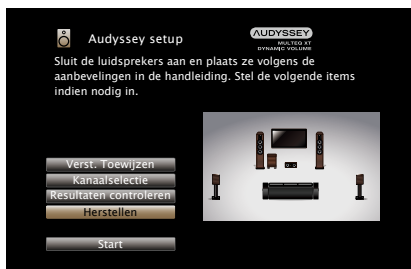 Audyssey setup
AUDYSSEY
MULTEQ XT
DYNAMIC VOLUME
Sluit de luidsprekers aan en plaats ze volgens de
aanbevelingen in de handleiding. Stel de volgende items
indien nodig in.
Verst. Toewijzen
Kanaalselectie
Resultaten controleren
Herstellen
Start